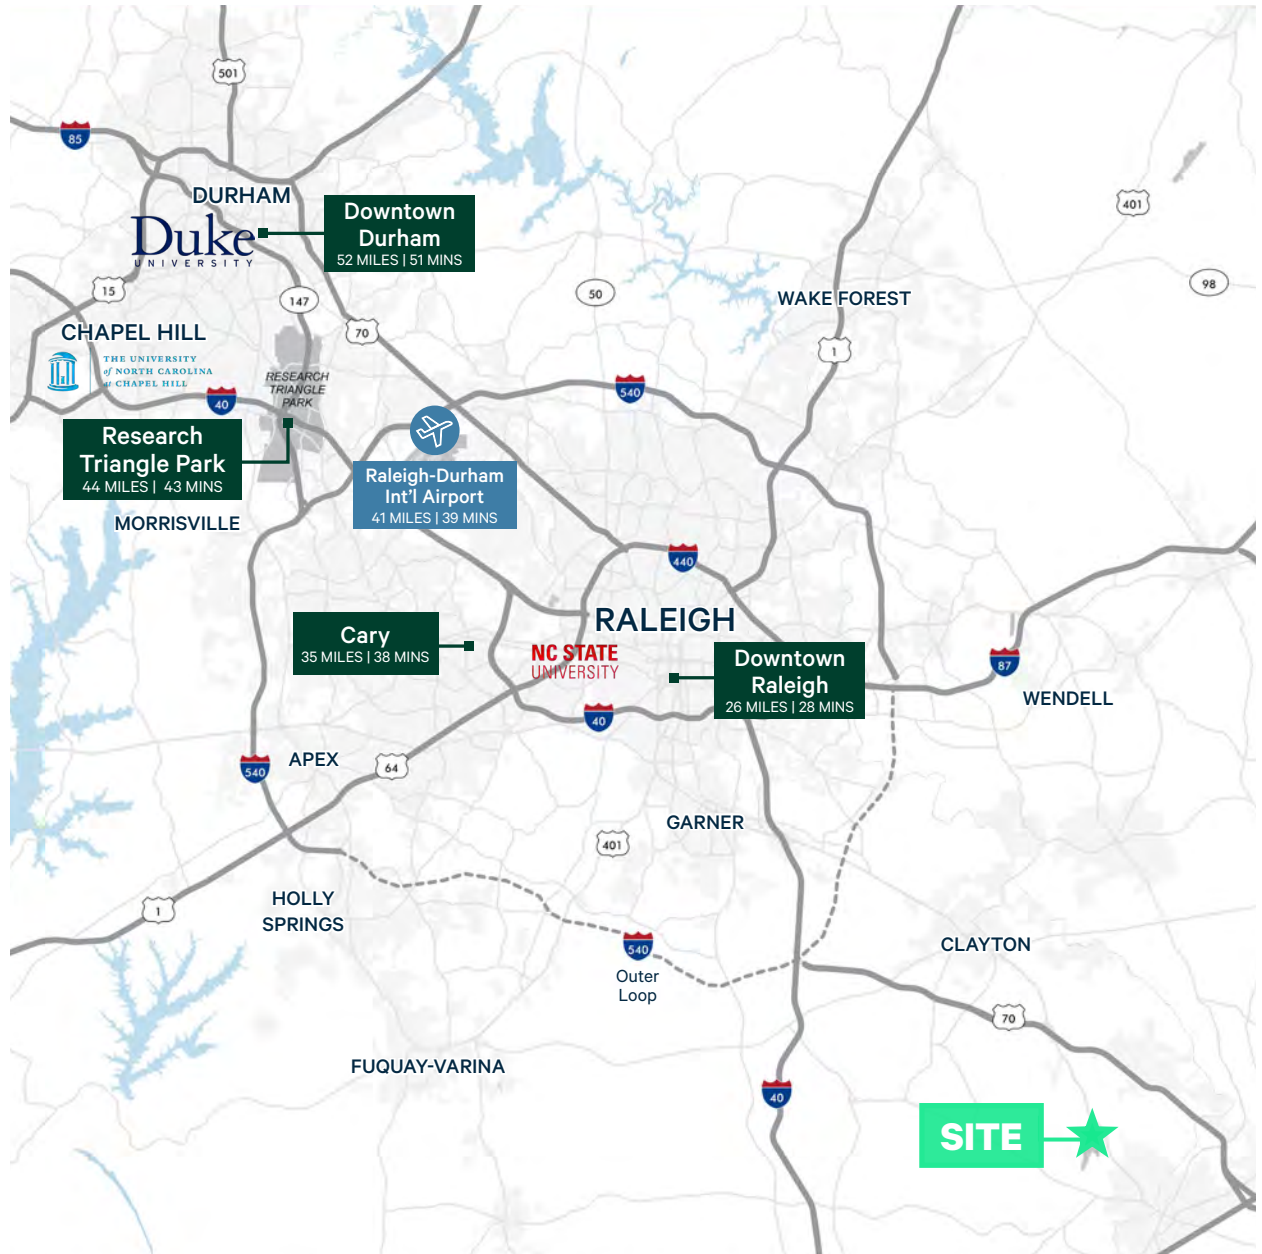 501
85
DURHAM
Duke
UNIVERSITY
Downtown
Durham
52 MILES | 51 MINS
401
15
147
50
98
WAKE FOREST
70
CHAPEL HILL
1
THE UNIVERSITY
of NORTH CAROLINA
at CHAPEL HILL
RESEARCH
TRIANGLE
PARK
40
540
Research
Triangle Park
44 MILES | 43 MINS
Raleigh-Durham
Int'l Airport
41 MILES | 39 MINS
MORRISVILLE
440
RALEIGH
Cary
35 MILES | 38 MINS
NC STATE
UNIVERSITY
Downtown
Raleigh
26 MILES | 28 MINS
87
WENDELL
40
APEX
540
64
GARNER
401
HOLLY
SPRINGS
1
540
Outer
Loop
CLAYTON
70
FUQUAY-VARINA
40
SITE